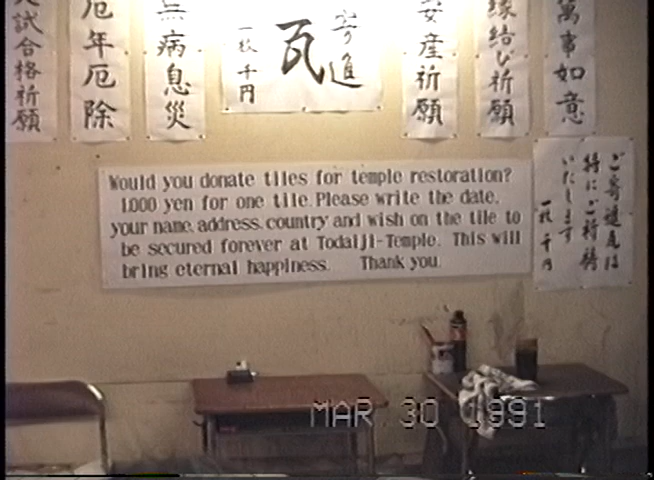 萬事如意
縁結び祈願
安産祈願
寄進
瓦
一枚 千円
無病息災
厄年厄除
入試合格祈願
Would you donate tiles for temple restoration?
1,000 yen for one tile. Please write the date,
your name, address, country and wish on the tile to
be secured forever at Todaiji-Temple. This will
bring eternal happiness. Thank you.
ご寄進瓦は
特にご祈祷
いたします
一枚 千円
MAR 30 1991